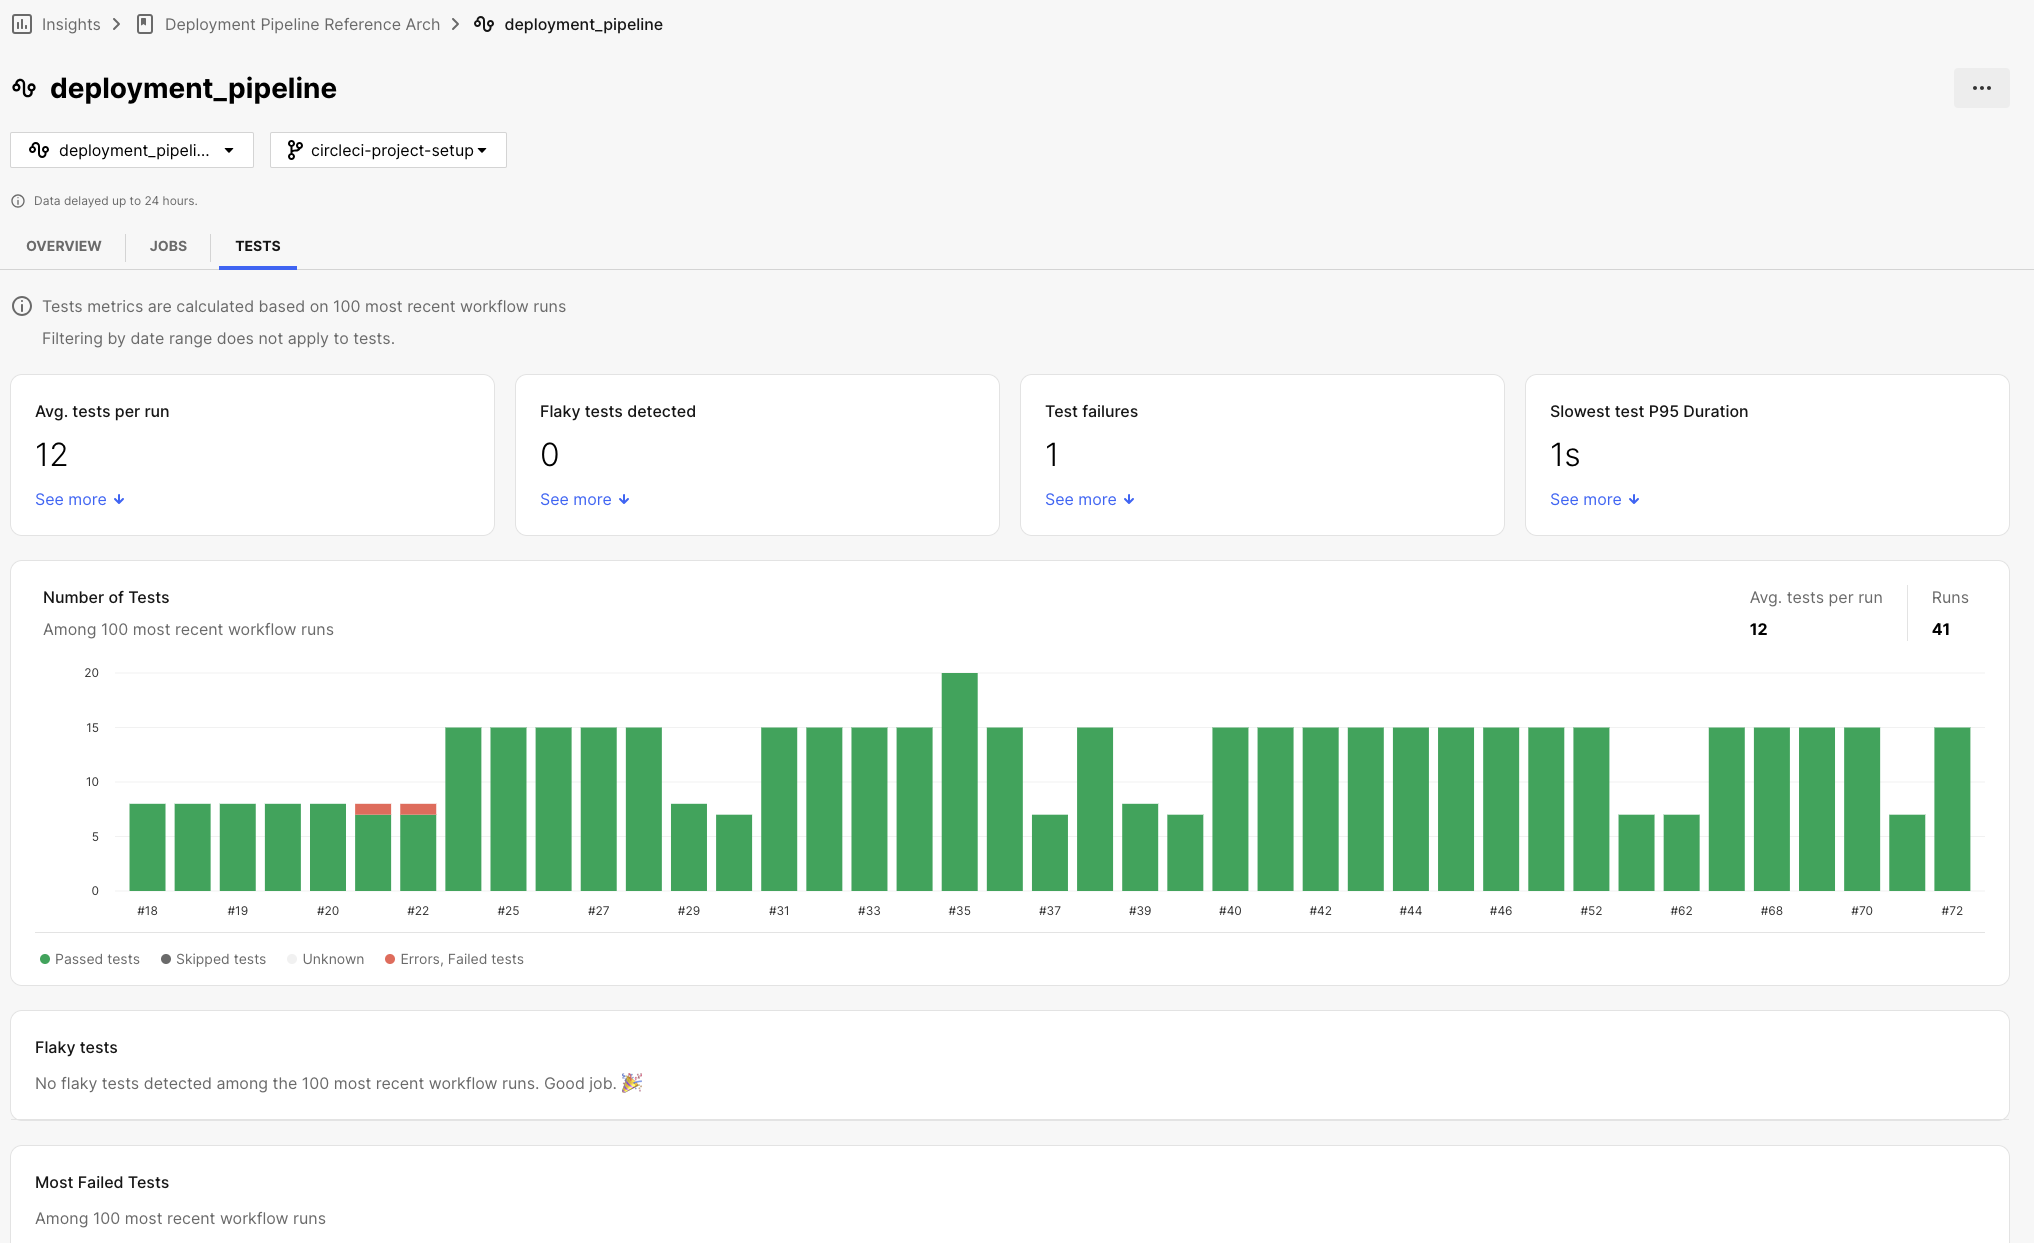 Insights
Deployment Pipeline Reference Arch
deployment_pipeline
deployment_pipeline
deployment_pipeli...
circleci-project-setup
Data delayed up to 24 hours.
OVERVIEW
JOBS
TESTS
Tests metrics are calculated based on 100 most recent workflow runs
Filtering by date range does not apply to tests.
Avg. tests per run
12
See more
Flaky tests detected
0
See more
Test failures
1
See more
Slowest test P95 Duration
1s
See more
Number of Tests
Among 100 most recent workflow runs
Avg. tests per run
12
Runs
41
20
15
10
5
0
#18
#19
#20
#22
#25
#27
#29
#31
#33
#35
#37
#39
#40
#42
#44
#46
#52
#62
#68
#70
#72
Passed tests
Skipped tests
Unknown
Errors, Failed tests
Flaky tests
No flaky tests detected among the 100 most recent workflow runs. Good job. 🎉
Most Failed Tests
Among 100 most recent workflow runs